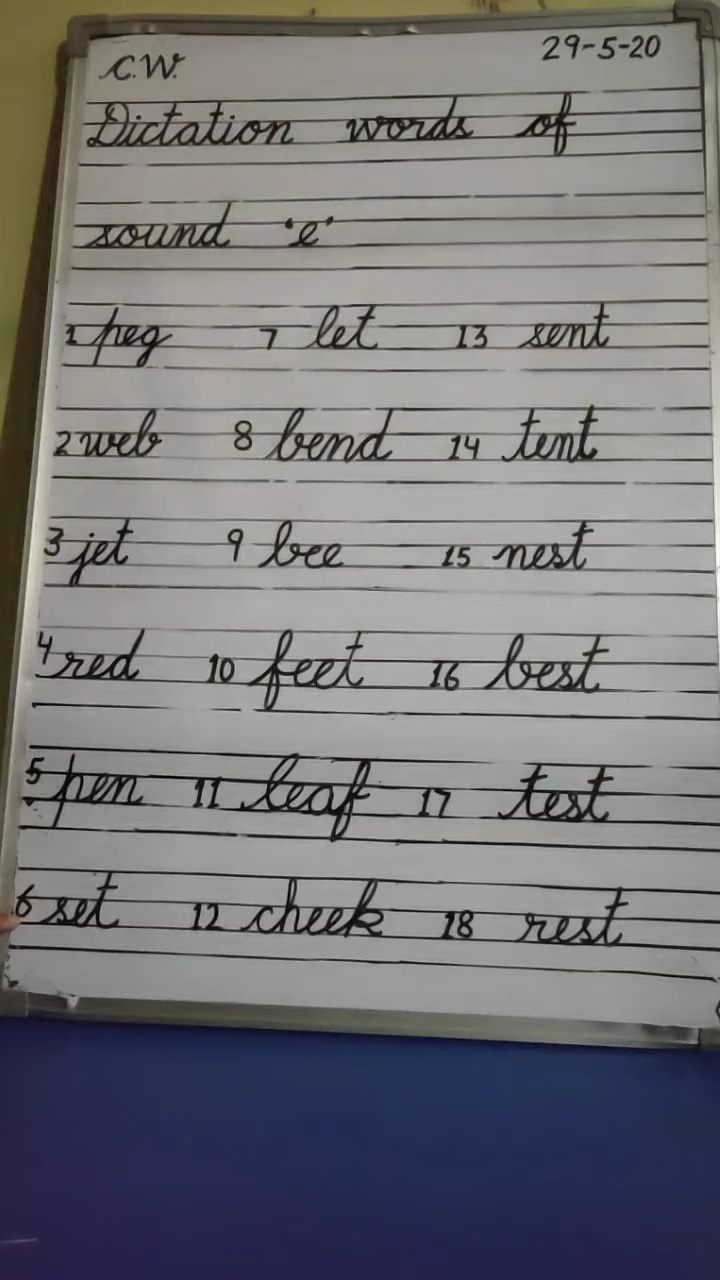 C.W. 29-5-20
Dictation words of
sound 'e'
1 peg 7 let 13 sent
2 web 8 bend 14 tent
3 jet 9 bee 15 nest
4 red 10 feet 16 best
5 pen 11 leaf 17 test
6 set 12 cheek 18 rest